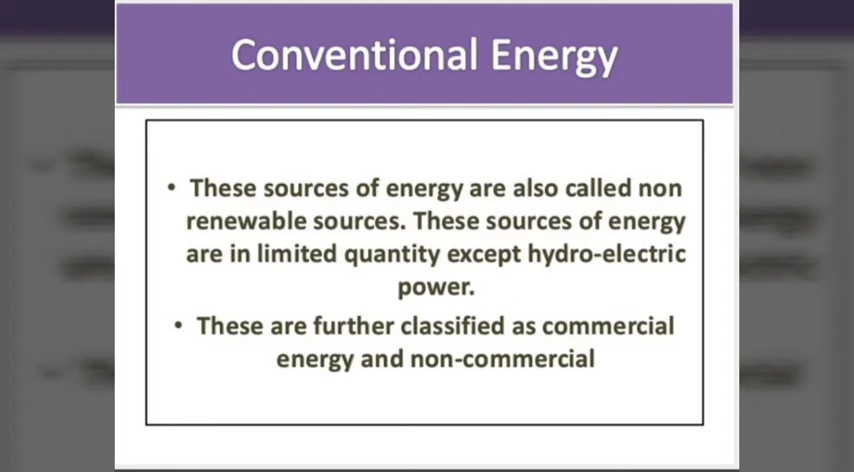 Conventional Energy
• These sources of energy are also called non
renewable sources. These sources of energy
are in limited quantity except hydro-electric
power.
• These are further classified as commercial
energy and non-commercial